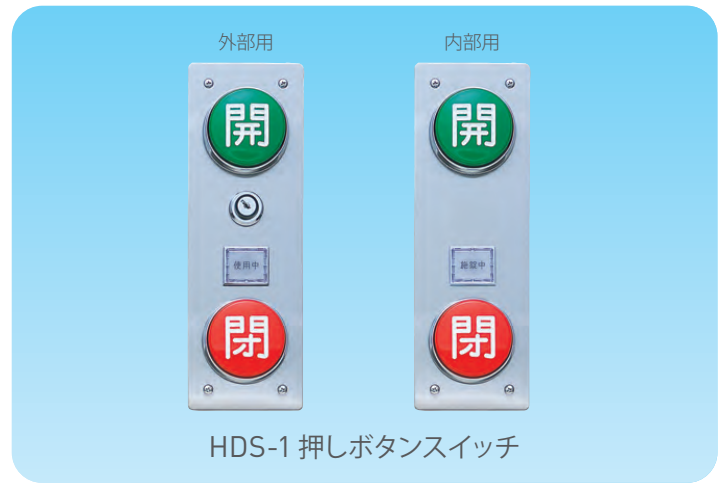 外部用
内部用
開
開
使用中
施錠中
閉
閉
HDS-1 押しボタンスイッチ